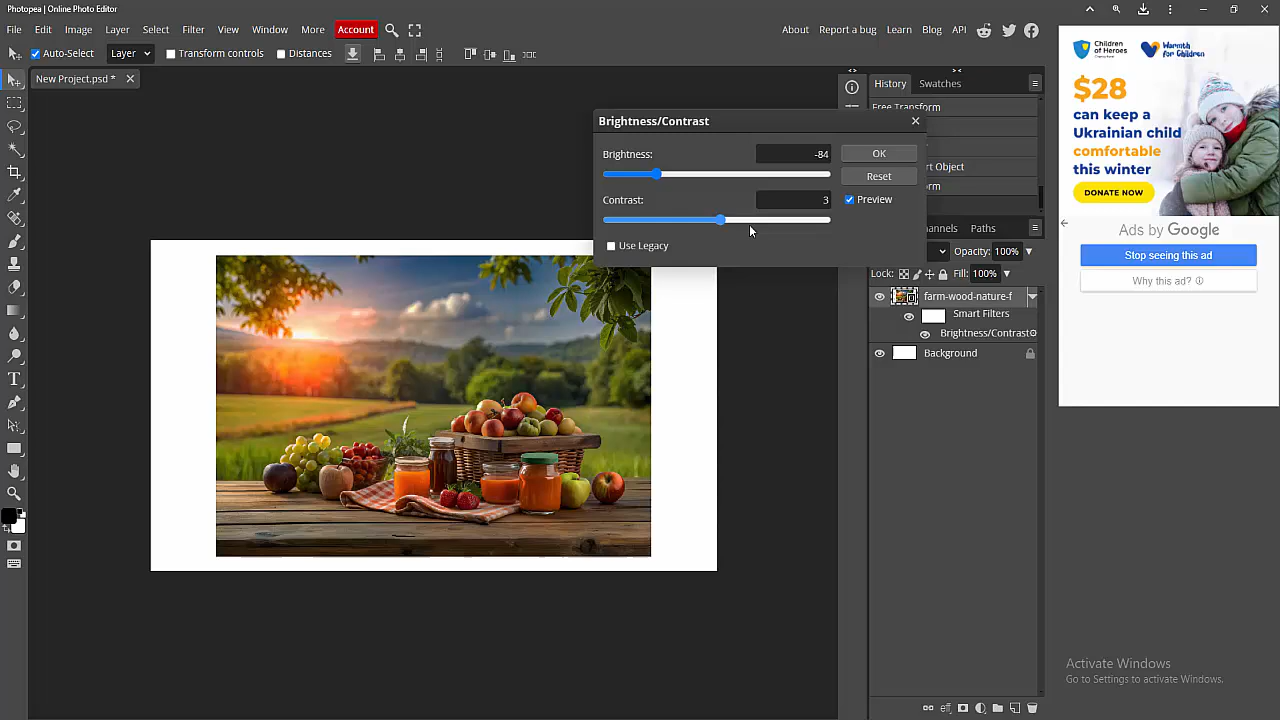 Photopea | Online Photo Editor
File Edit Image Layer Select Filter View Window More Account
About Report a bug Learn Blog API
Auto-Select Layer Transform controls Distances
New Project.psd *
History Swatches
Free Transform
Brightness/Contrast
Brightness: -84 OK
Reset
Contrast: 3 Preview
Use Legacy
Paths
Opacity: 100%
Lock: Fill: 100%
farm-wood-nature-f
Smart Filters
Brightness/Contrast
Background
Children of Heroes
Warmth for Children
$28
can keep a
Ukrainian child
comfortable
this winter
DONATE NOW
Ads by Google
Stop seeing this ad
Why this ad?
Activate Windows
Go to Settings to activate Windows.